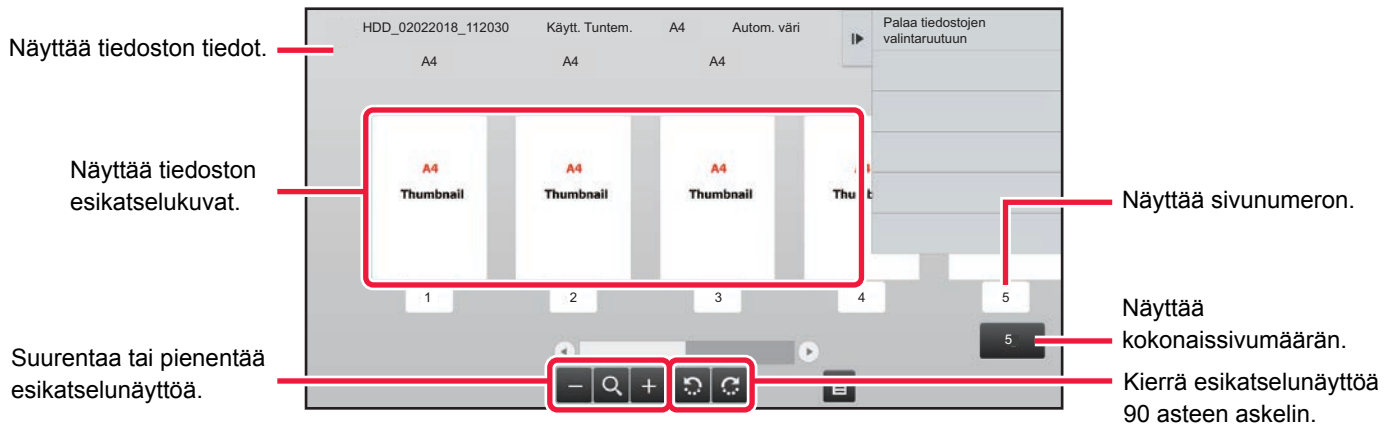 Näyttää tiedoston tiedot.
HDD_02022018_112030 Käytt. Tuntem. A4 Autom. väri
Palaa tiedostojen
valintaruutuun
A4 A4 A4
Näyttää tiedoston
esikatselukuvat.
A4 A4 A4
Thumbnail Thumbnail Thumbnail
Näyttää sivunumeron.
1 2 3 4 5
5
Näyttää
kokonaissivumäärän.
Suurentaa tai pienentää
esikatselunäyttöä.
Kierrä esikatselunäyttöä
90 asteen askelin.